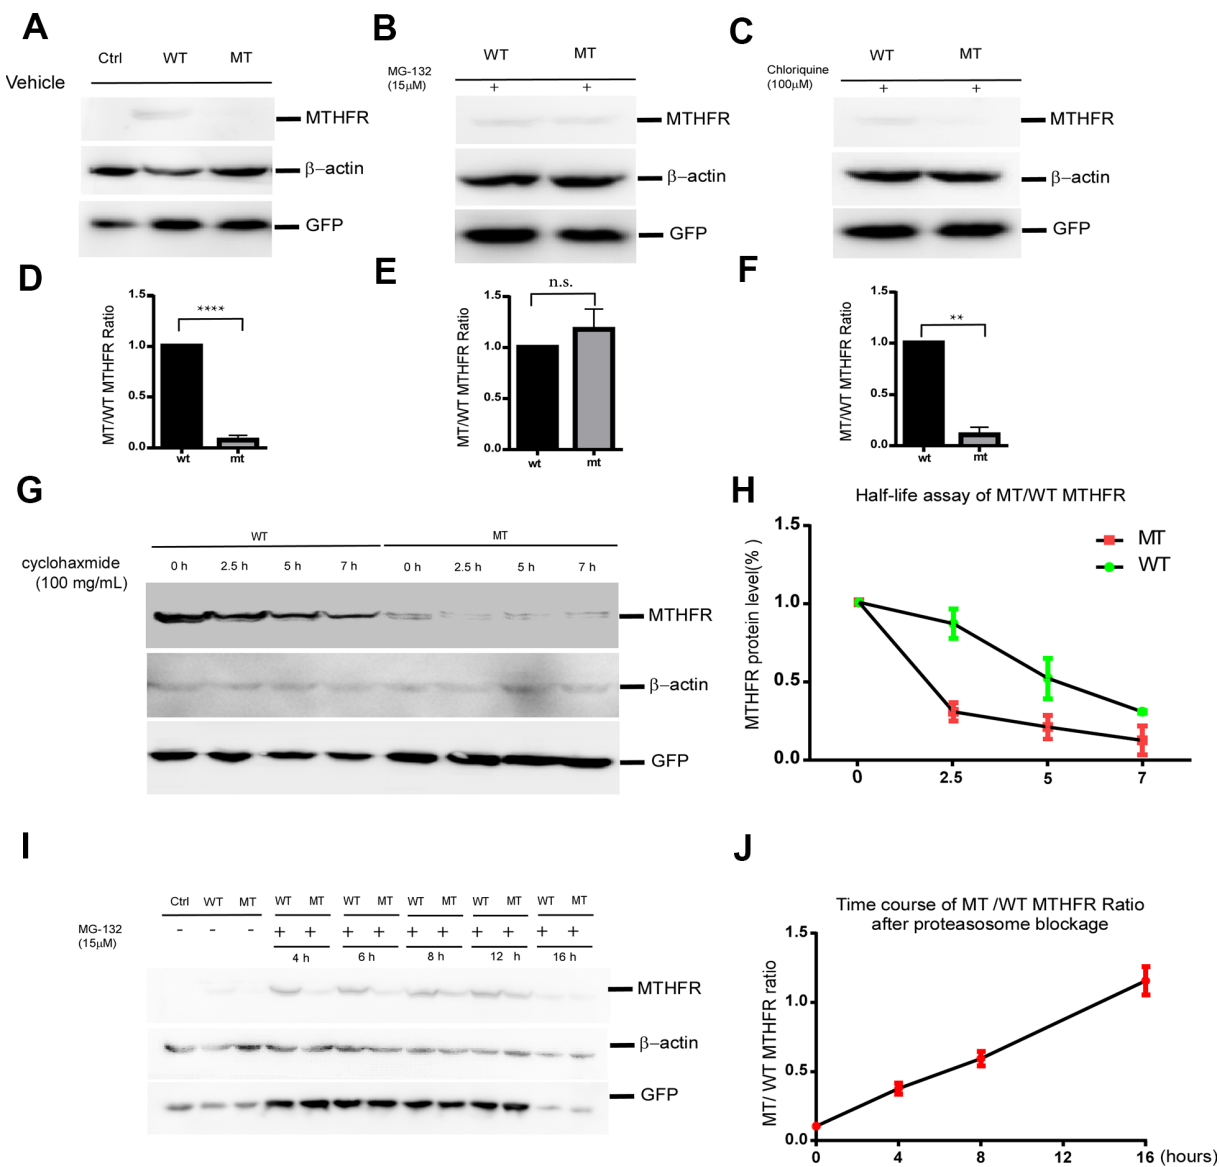 A
Ctrl WT MT
Vehicle
MTHFR
β–actin
GFP
B
WT MT
MG-132
(15μM)
+ +
MTHFR
β–actin
GFP
C
WT MT
Chloriquine
(100μM)
+ +
MTHFR
β–actin
GFP
D
MT/WT MTHFR Ratio
1.5
1.0
0.5
0.0
****
wt mt
E
MT/WT MTHFR Ratio
1.5
1.0
0.5
0.0
n.s.
wt mt
F
MT/WT MTHFR Ratio
1.5
1.0
0.5
0.0
**
wt mt
G
WT MT
cyclohaxmide
(100 mg/mL)
0 h 2.5 h 5 h 7 h 0 h 2.5 h 5 h 7 h
MTHFR
β–actin
GFP
H
Half-life assay of MT/WT MTHFR
MTHFR protein level(% )
1.5
1.0
0.5
0.0
MT
WT
0 2.5 5 7
I
Ctrl WT MT WT MT WT MT WT MT WT MT WT MT
MG-132
(15μM)
- - - + + + + + + + + + +
4 h 6 h 8 h 12 h 16 h
MTHFR
β–actin
GFP
J
Time course of MT /WT MTHFR Ratio
after proteasosome blockage
MT/ WT MTHFR ratio
1.5
1.0
0.5
0.0
0 4 8 12 16 (hours)